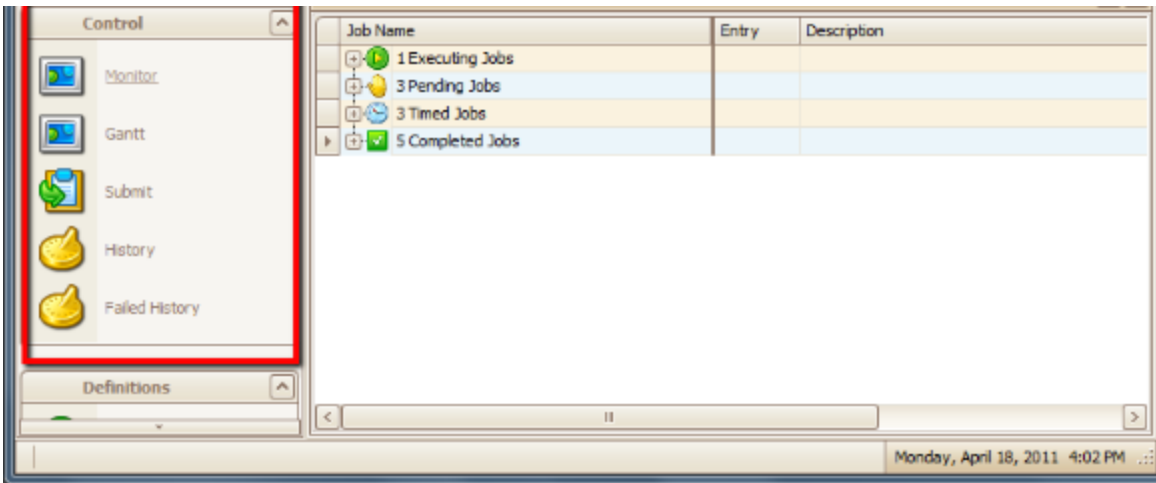 Control
Monitor
Gantt
Submit
History
Failed History
Definitions
Job Name Entry Description
1 Executing Jobs
3 Pending Jobs
3 Timed Jobs
5 Completed Jobs
Monday, April 18, 2011 4:02 PM